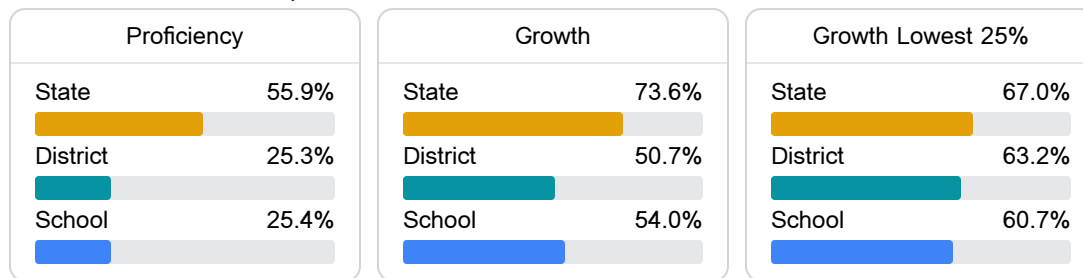 Proficiency
State 55.9%
District 25.3%
School 25.4%
Growth
State 73.6%
District 50.7%
School 54.0%
Growth Lowest 25%
State 67.0%
District 63.2%
School 60.7%